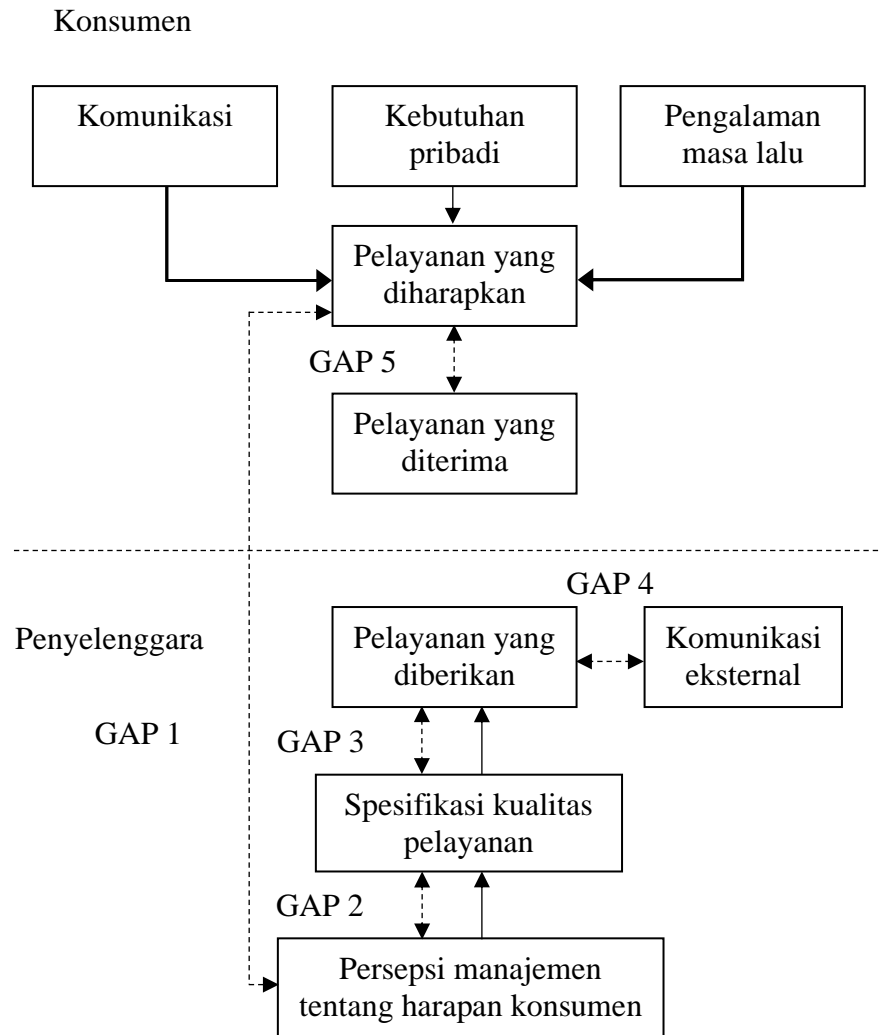 Konsumen
Komunikasi
Kebutuhan
pribadi
Pengalaman
masa lalu
Pelayanan yang
diharapkan
GAP 5
Pelayanan yang
diterima
GAP 4
Penyelenggara
Pelayanan yang
diberikan
Komunikasi
eksternal
GAP 1
GAP 3
Spesifikasi kualitas
pelayanan
GAP 2
Persepsi manajemen
tentang harapan konsumen